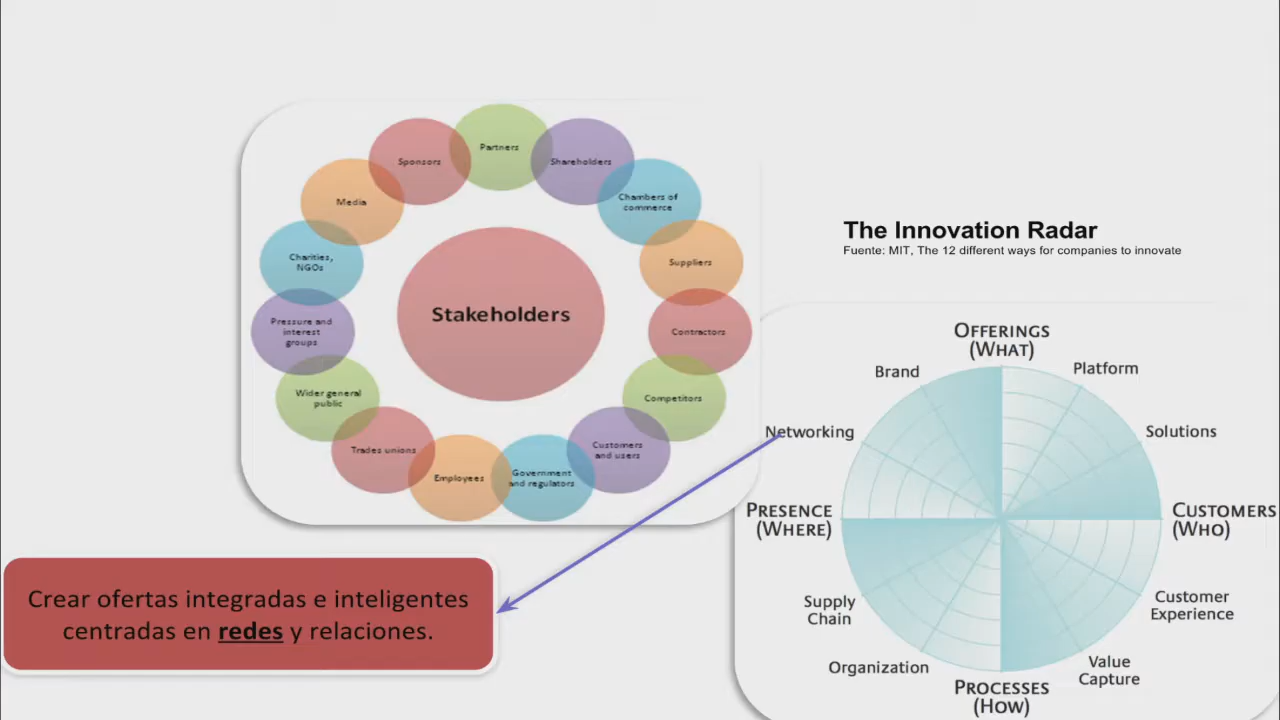 Partners
Sponsors
Shareholders
Media
Chambers of
commerce
Charities,
NGOs
Suppliers
Stakeholders
Pressure and
interest
groups
Contractors
Wider general
public
Competitors
Trades unions
Customers
and users
Employees
Government
and regulators
The Innovation Radar
Fuente: MIT, The 12 different ways for companies to innovate
OFFERINGS
(WHAT)
Brand
Platform
Networking
Solutions
PRESENCE
(WHERE)
CUSTOMERS
(WHO)
Supply
Chain
Customer
Experience
Organization
Value
Capture
PROCESSES
(HOW)
Crear ofertas integradas e inteligentes
centradas en redes y relaciones.